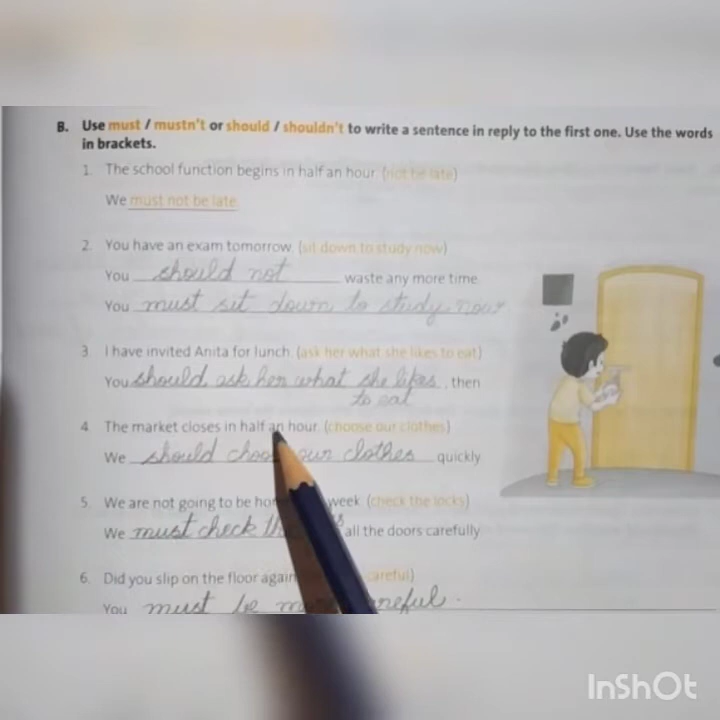 B. Use must / mustn't or should / shouldn't to write a sentence in reply to the first one. Use the words
in brackets.
1. The school function begins in half an hour. (not be late)
We must not be late.
2. You have an exam tomorrow. (sit down to study now)
You should not waste any more time.
You must sit down to study now
3. I have invited Anita for lunch. (ask her what she likes to eat)
You should ask her what she likes , then
to eat
4. The market closes in half an hour. (choose our clothes)
We should our clothes quickly
5. We are not going to be week. (check the locks)
We must check all the doors carefully
6. Did you slip on the floor again careful)
You must be careful.
InShOt